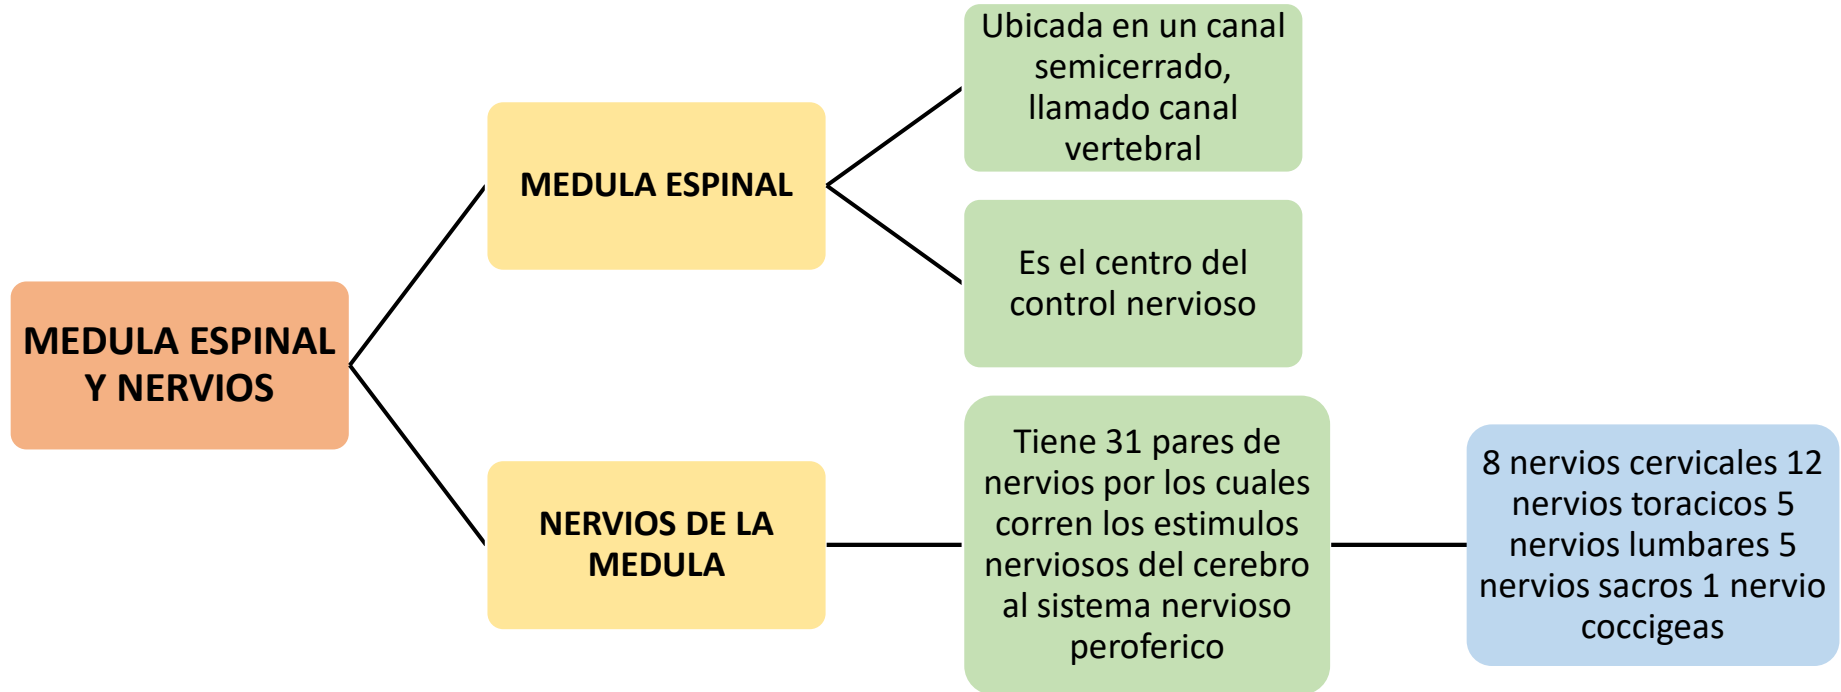 MEDULA ESPINAL
Y NERVIOS
MEDULA ESPINAL
Ubicada en un canal
semicerrado,
llamado canal
vertebral
Es el centro del
control nervioso
NERVIOS DE LA
MEDULA
Tiene 31 pares de
nervios por los cuales
corren los estimulos
nerviosos del cerebro
al sistema nervioso
peroferico
8 nervios cervicales 12
nervios toracicos 5
nervios lumbares 5
nervios sacros 1 nervio
coccigeas